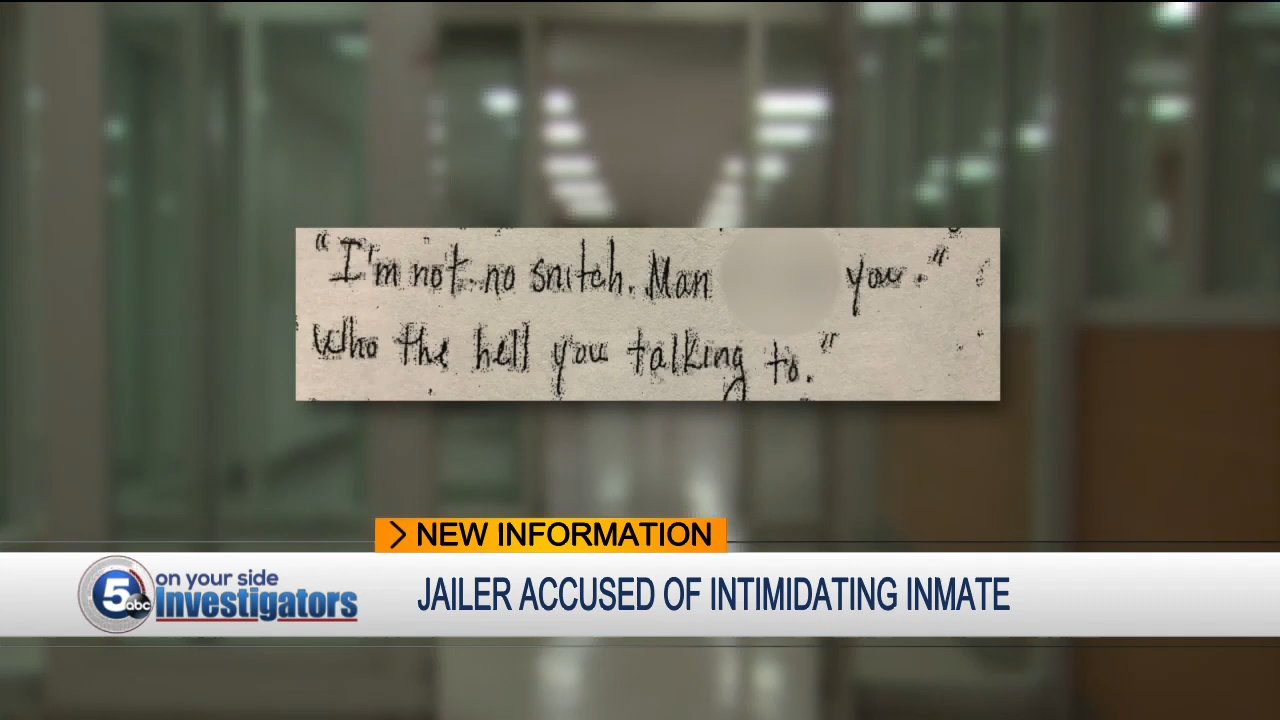 "I'm not no snitch. Man you."
Who the hell you talking to."
> NEW INFORMATION
5 abc
on your side
Investigators
JAILER ACCUSED OF INTIMIDATING INMATE